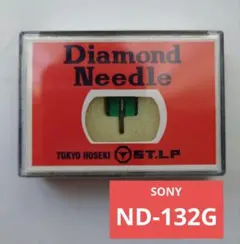 Diamond
Needle
TOKYO HOSEKI ST.LP
SONY
ND-132G